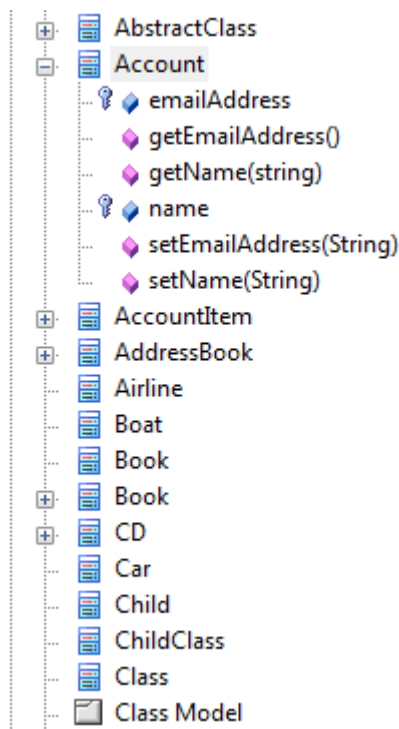 AbstractClass
Account
emailAddress
getEmailAddress()
getName(string)
name
setEmailAddress(String)
setName(String)
AccountItem
AddressBook
Airline
Boat
Book
Book
CD
Car
Child
ChildClass
Class
Class Model